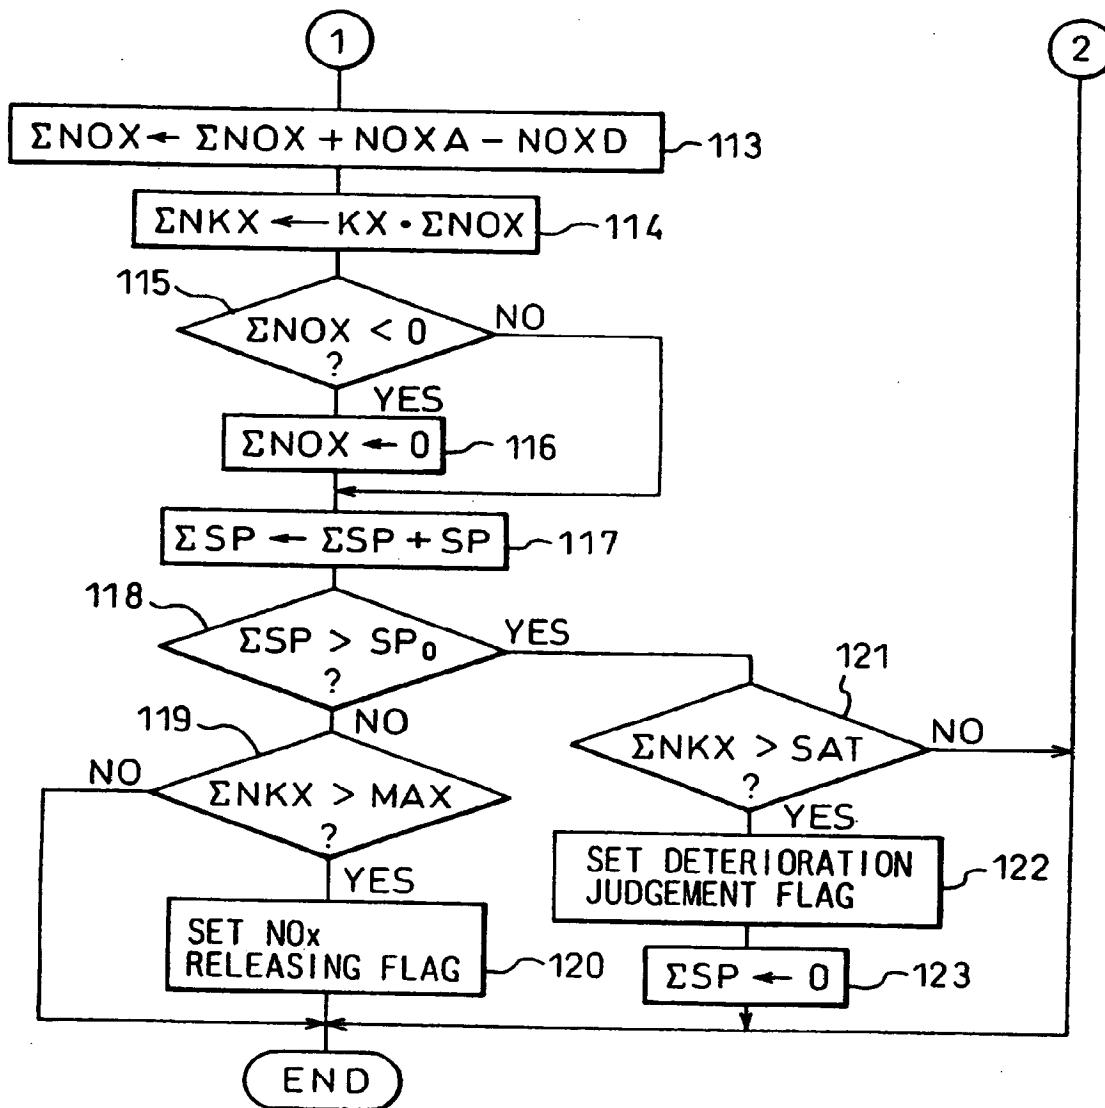 1
2
ΣNOX ← ΣNOX + NOXA − NOXD
113
ΣNKX ← KX · ΣNOX
114
115
ΣNOX < 0
?
NO
YES
ΣNOX ← 0
116
ΣSP ← ΣSP + SP
117
118
ΣSP > SP₀
?
YES
NO
121
ΣNKX > SAT
?
NO
YES
119
NO
ΣNKX > MAX
?
YES
SET DETERIORATION
JUDGEMENT FLAG
122
SET NOx
RELEASING FLAG
120
ΣSP ← 0
123
END